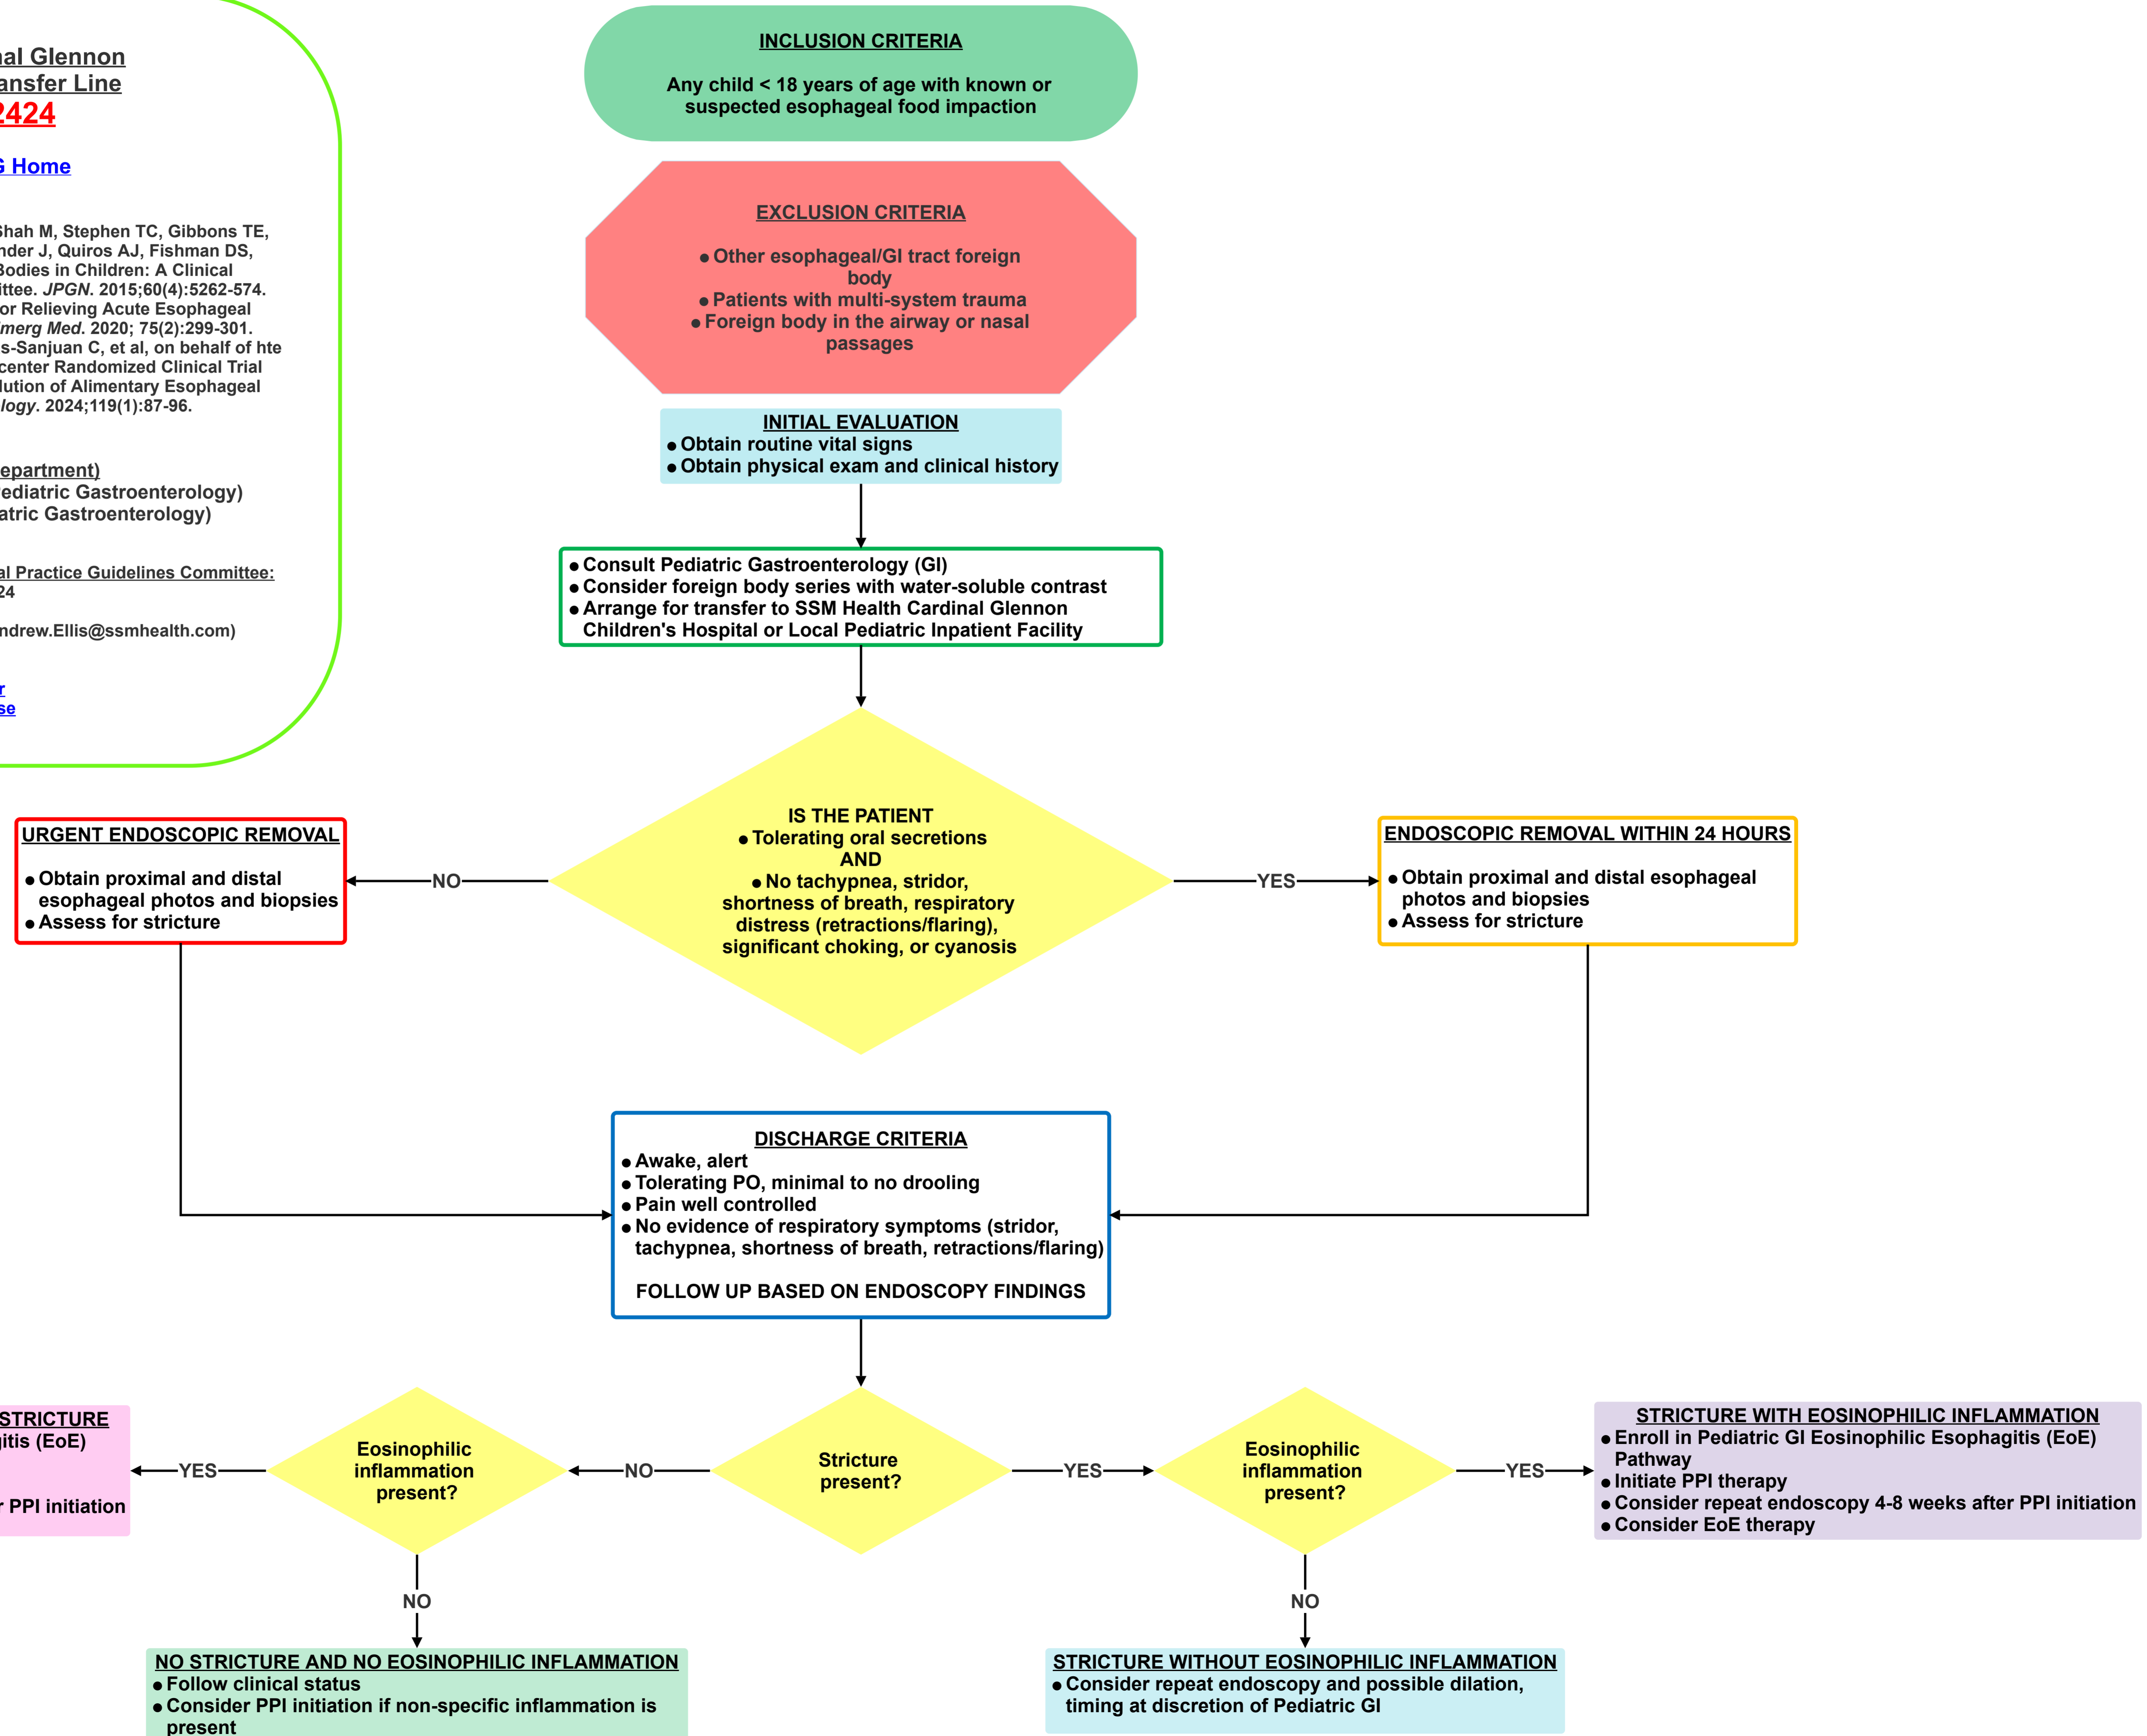 nal Glennon
ansfer Line
2424
G Home
Shah M, Stephen TC, Gibbons TE,
nder J, Quiros AJ, Fishman DS,
Bodies in Children: A Clinical
ittee. JPGN. 2015;60(4):5262-574.
or Relieving Acute Esophageal
merg Med. 2020; 75(2):299-301.
s-Sanjuan C, et al, on behalf of hte
center Randomized Clinical Trial
lution of Alimentary Esophageal
logy. 2024;119(1):87-96.
epartment)
ediatric Gastroenterology)
atric Gastroenterology)
al Practice Guidelines Committee:
24
ndrew.Ellis@ssmhealth.com)
r
se
INCLUSION CRITERIA
Any child < 18 years of age with known or
suspected esophageal food impaction
EXCLUSION CRITERIA
● Other esophageal/GI tract foreign
body
● Patients with multi-system trauma
● Foreign body in the airway or nasal
passages
INITIAL EVALUATION
● Obtain routine vital signs
● Obtain physical exam and clinical history
● Consult Pediatric Gastroenterology (GI)
● Consider foreign body series with water-soluble contrast
● Arrange for transfer to SSM Health Cardinal Glennon
Children's Hospital or Local Pediatric Inpatient Facility
IS THE PATIENT
● Tolerating oral secretions
AND
● No tachypnea, stridor,
shortness of breath, respiratory
distress (retractions/flaring),
significant choking, or cyanosis
NO
YES
URGENT ENDOSCOPIC REMOVAL
● Obtain proximal and distal
esophageal photos and biopsies
● Assess for stricture
ENDOSCOPIC REMOVAL WITHIN 24 HOURS
● Obtain proximal and distal esophageal
photos and biopsies
● Assess for stricture
DISCHARGE CRITERIA
● Awake, alert
● Tolerating PO, minimal to no drooling
● Pain well controlled
● No evidence of respiratory symptoms (stridor,
tachypnea, shortness of breath, retractions/flaring)
FOLLOW UP BASED ON ENDOSCOPY FINDINGS
STRICTURE
gitis (EoE)
r PPI initiation
YES
Eosinophilic
inflammation
present?
NO
Stricture
present?
YES
Eosinophilic
inflammation
present?
YES
STRICTURE WITH EOSINOPHILIC INFLAMMATION
● Enroll in Pediatric GI Eosinophilic Esophagitis (EoE)
Pathway
● Initiate PPI therapy
● Consider repeat endoscopy 4-8 weeks after PPI initiation
● Consider EoE therapy
NO
NO
NO STRICTURE AND NO EOSINOPHILIC INFLAMMATION
● Follow clinical status
● Consider PPI initiation if non-specific inflammation is
present
STRICTURE WITHOUT EOSINOPHILIC INFLAMMATION
● Consider repeat endoscopy and possible dilation,
timing at discretion of Pediatric GI